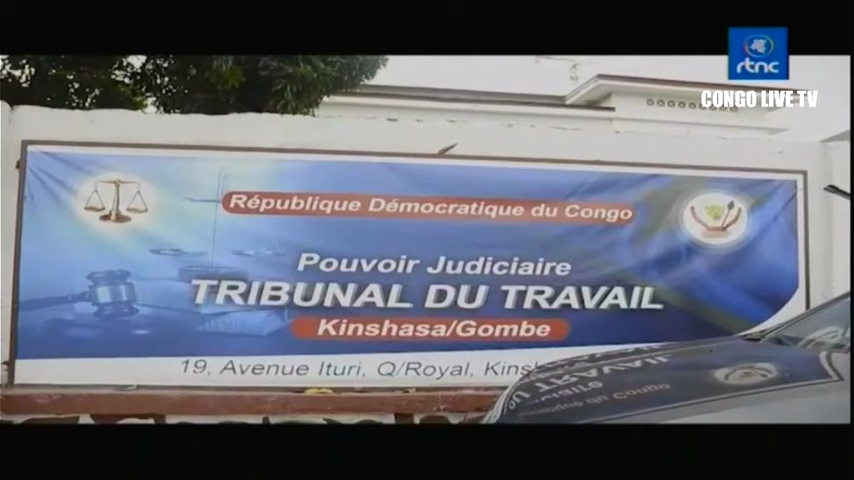 rtnc
CONGO LIVE TV
République Démocratique du Congo
Pouvoir Judiciaire
TRIBUNAL DU TRAVAIL
Kinshasa/Gombe
19, Avenue Ituri, Q/Royal,